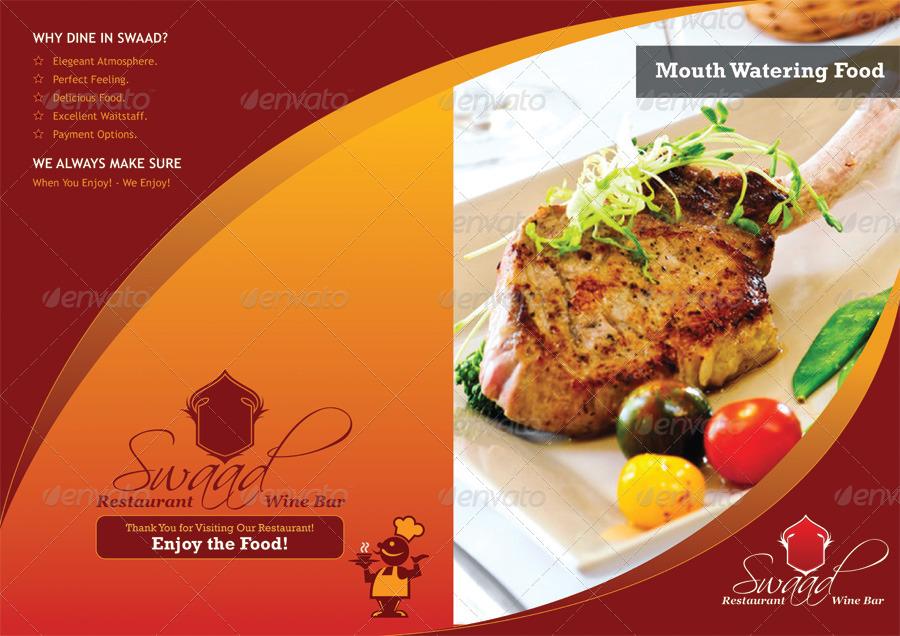 WHY DINE IN SWAAD?
Elegeant Atmosphere.
Perfect Feeling.
Delicious Food.
Excellent Waitstaff.
Payment Options.
WE ALWAYS MAKE SURE
When You Enjoy! - We Enjoy!
Swaad
Restaurant Wine Bar
Thank You for Visiting Our Restaurant!
Enjoy the Food!
Mouth Watering Food
Swaad
Restaurant Wine Bar
envato